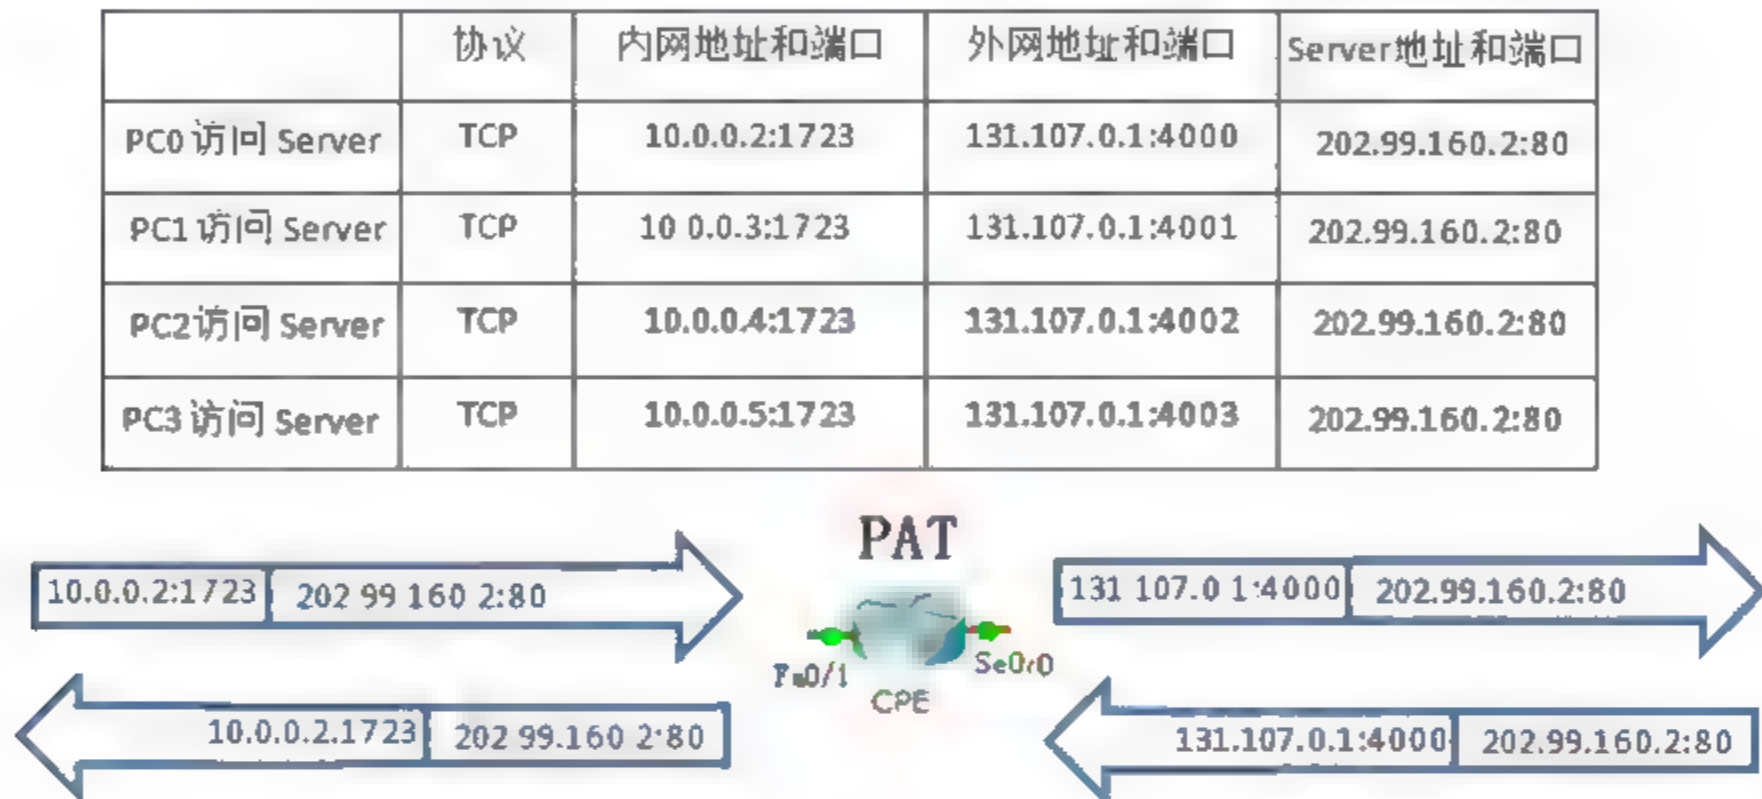 协议 内网地址和端口 外网地址和端口 Server地址和端口
PC0 访问 Server TCP 10.0.0.2:1723 131.107.0.1:4000 202.99.160.2:80
PC1 访问 Server TCP 10 0.0.3:1723 131.107.0.1:4001 202.99.160.2:80
PC2访问 Server TCP 10.0.0.4:1723 131.107.0.1:4002 202.99.160.2:80
PC3 访问 Server TCP 10.0.0.5:1723 131.107.0.1:4003 202.99.160.2:80
PAT
10.0.0.2:1723 202 99 160 2:80
131 107.0 1:4000 202.99.160.2:80
Fa0/1
Se0/0
CPE
10.0.0.2.1723 202 99.160 2:80
131.107.0.1:4000 202.99.160.2:80